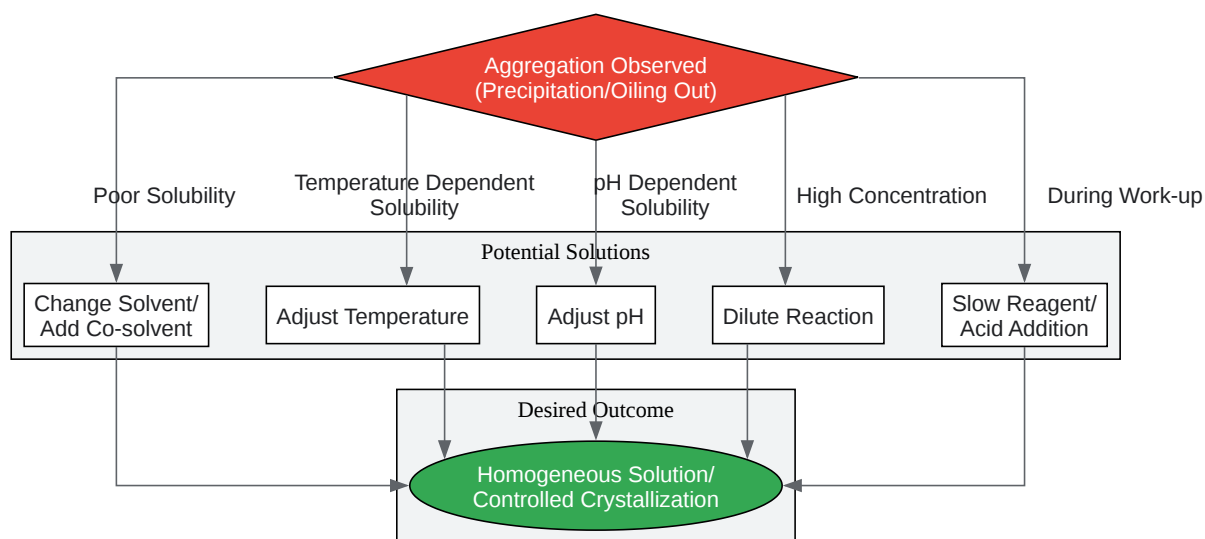 Aggregation Observed
(Precipitation/Oiling Out)
Poor Solubility
Temperature Dependent
Solubility
pH Dependent
Solubility
High Concentration
During Work-up
Potential Solutions
Change Solvent/
Add Co-solvent
Adjust Temperature
Adjust pH
Dilute Reaction
Slow Reagent/
Acid Addition
Desired Outcome
Homogeneous Solution/
Controlled Crystallization